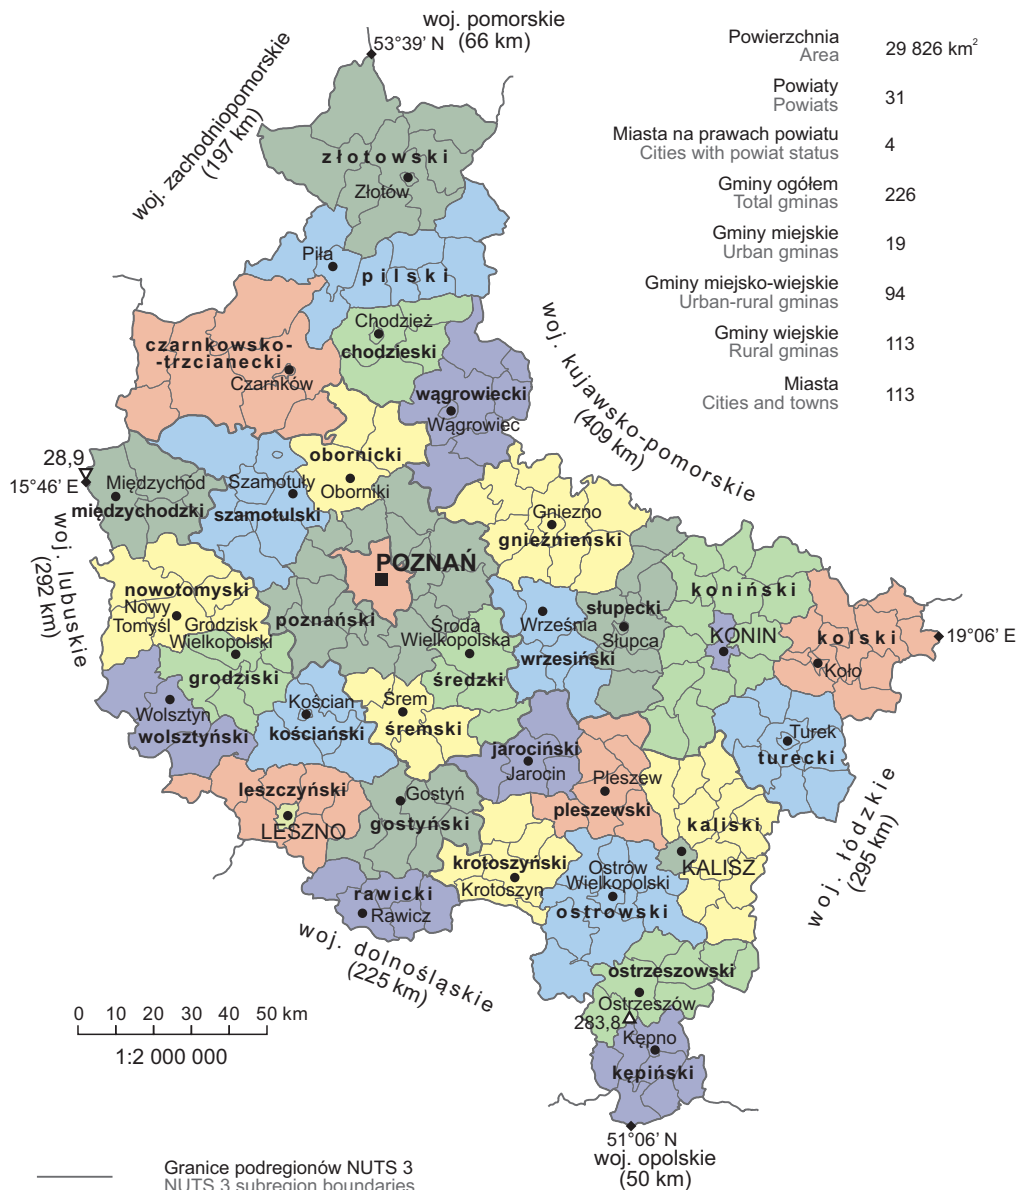 woj. pomorskie
(66 km)
53°39' N
woj. zachodniopomorskie
(197 km)
Powierzchnia
Area
29 826 km²
Powiaty
Powiats
31
Miasta na prawach powiatu
Cities with powiat status
4
Gminy ogółem
Total gminas
226
Gminy miejskie
Urban gminas
19
Gminy miejsko-wiejskie
Urban-rural gminas
94
Gminy wiejskie
Rural gminas
113
Miasta
Cities and towns
113
złotowski
Złotów
Piła
pilski
Chodzież
chodzieski
czarnkowsko-
-trzcianecki
Czarnków
wągrowiecki
Wągrowiec
woj. kujawsko-pomorskie
(409 km)
obornicki
Oborniki
28,9
15°46' E
Międzychód
międzychodzki
Szamotuły
szamotulski
Gniezno
gnieźnieński
POZNAŃ
poznański
woj. lubuskie
(292 km)
nowotomyski
Nowy
Tomyśl
Grodzisk
Wielkopolski
grodziski
Środa
Wielkopolska
średzki
Września
wrzesiński
słupecki
Słupca
koniński
KONIN
kolski
Koło
19°06' E
Wolsztyn
wolsztyński
Kościan
kościański
Śrem
śremski
jarociński
Jarocin
Pleszew
pleszewski
Turek
turecki
leszczyński
LESZNO
Gostyń
gostyński
kaliski
KALISZ
woj. łódzkie
(295 km)
krotoszyński
Krotoszyn
Ostrów
Wielkopolski
ostrowski
rawicki
Rawicz
woj. dolnośląskie
(225 km)
ostrzeszowski
Ostrzeszów
283,8
Kępno
kępiński
0 10 20 30 40 50 km
1:2 000 000
51°06' N
woj. opolskie
(50 km)
Granice podregionów NUTS 3
NUTS 3 subregion boundaries